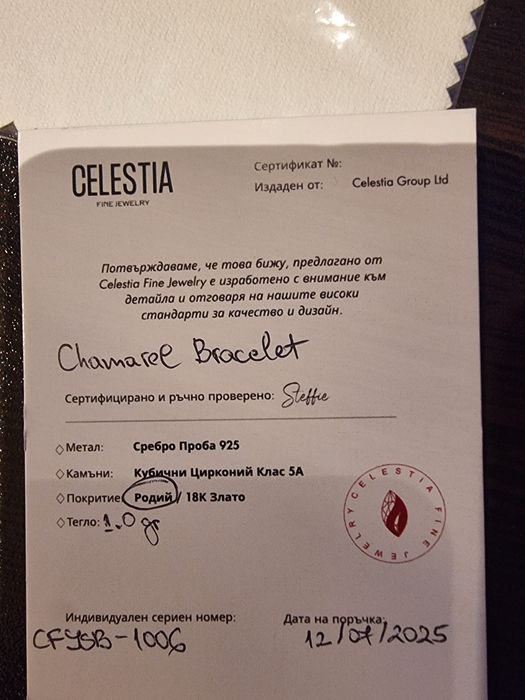 CELESTIA
FINE JEWELRY
Сертификат №:
Издаден от: Celestia Group Ltd
Потвърждаваме, че това бижу, предлагано от
Celestia Fine Jewelry е изработено с внимание към
детайла и отговаря на нашите високи
стандарти за качество и дизайн.
Chamarel Bracelet
Сертифицирано и ръчно проверено: Steffie
Метал: Сребро Проба 925
Камъни: Кубични Цирконий Клас 5А
Покритие: Родий / 18K Злато
Тегло: 1.0 gr
CELESTIA FINE JEWELRY
Индивидуален сериен номер: Дата на поръчка:
CFYSB-1006 12/07/2025